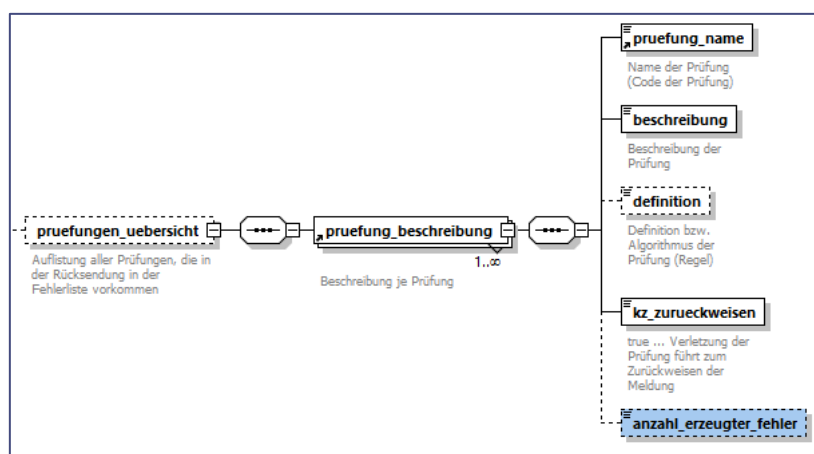 pruefung_name
Name der Prüfung
(Code der Prüfung)
beschreibung
Beschreibung der
Prüfung
pruefungen_uebersicht
Auflistung aller Prüfungen, die in
der Rücksendung in der
Fehlerliste vorkommen
pruefung_beschreibung
1..∞
Beschreibung je Prüfung
definition
Definition bzw.
Algorithmus der
Prüfung (Regel)
kz_zurueckweisen
true ... Verletzung der
Prüfung führt zum
Zurückweisen der
Meldung
anzahl_erzeugter_fehler